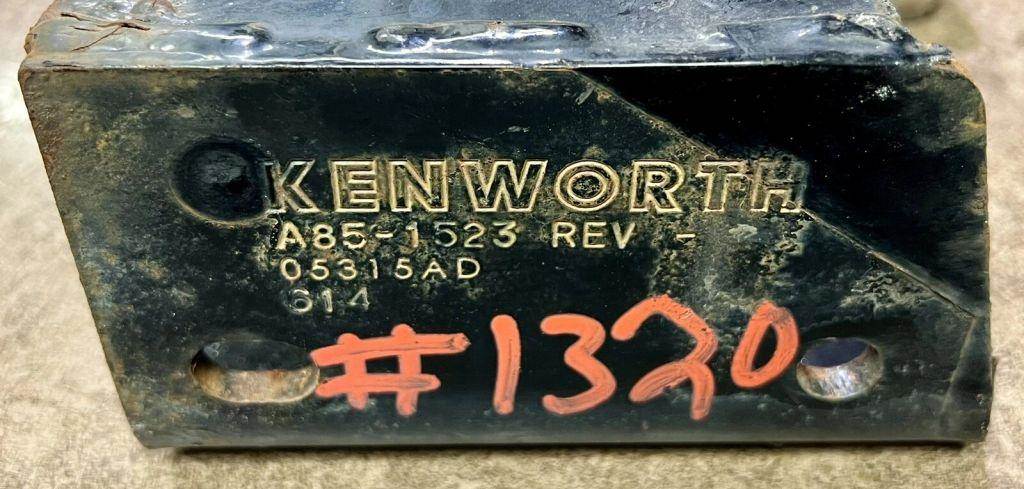 KENWORTH
A85-1523 REV -
05315AD
614
#1320